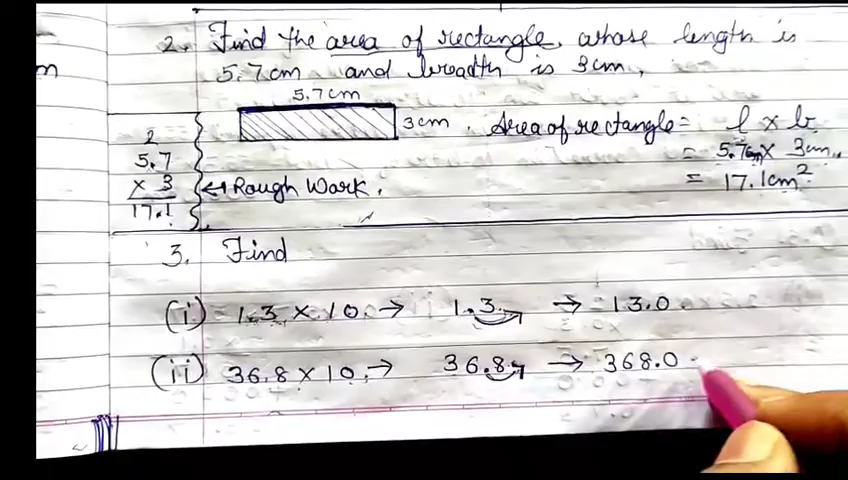 m
2. Find the area of rectangle, whose length is
5.7cm and breadth is 3cm,
5.7cm
3cm. Area of rectangle = l x b
= 5.7cm x 3cm.
= 17.1cm²
2
5.7
x 3
17.1
← Rough Work.
3. Find
(i) 1.3 x 10 → 1.3 → 13.0
(ii) 36.8 x 10 → 36.8 → 368.0